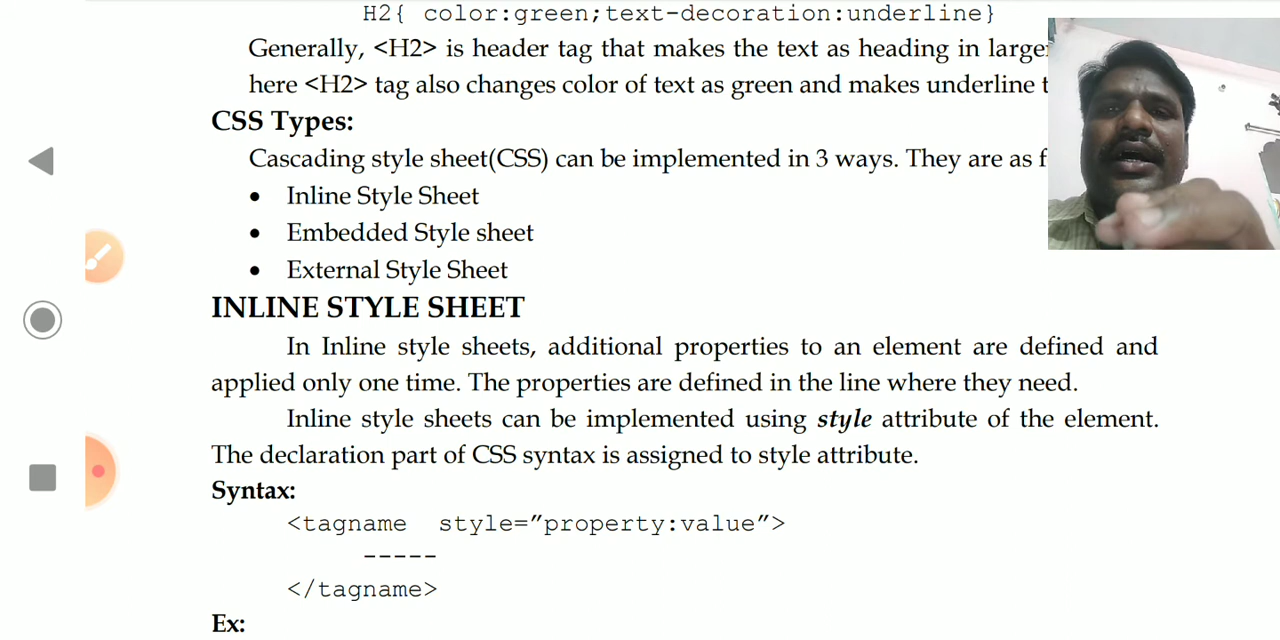 H2{ color:green;text-decoration:underline}
Generally, <H2> is header tag that makes the text as heading in
here <H2> tag also changes color of text as green and makes underline
CSS Types:
Cascading style sheet(CSS) can be implemented in 3 ways. They are as
• Inline Style Sheet
• Embedded Style sheet
• External Style Sheet
INLINE STYLE SHEET
In Inline style sheets, additional properties to an element are defined and
applied only one time. The properties are defined in the line where they need.
Inline style sheets can be implemented using style attribute of the element.
The declaration part of CSS syntax is assigned to style attribute.
Syntax:
<tagname style=”property:value”>
-----
</tagname>
Ex: